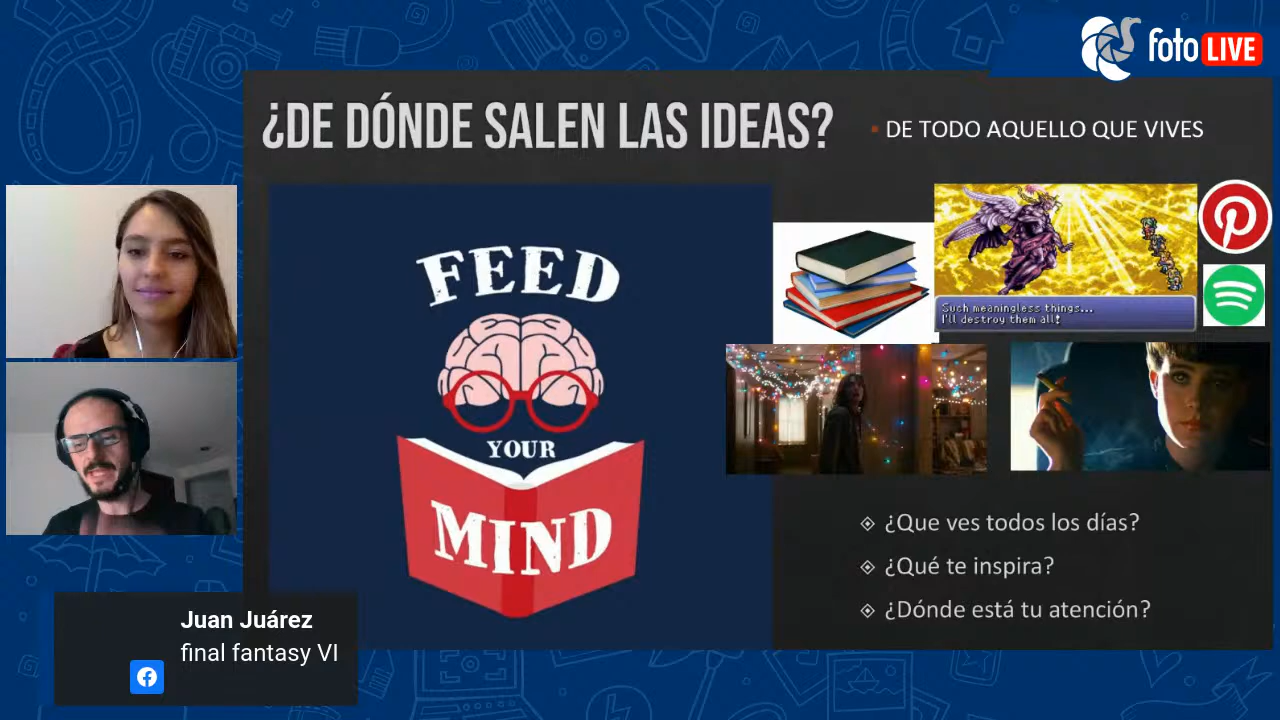 foto LIVE
¿DE DÓNDE SALEN LAS IDEAS?
DE TODO AQUELLO QUE VIVES
FEED
YOUR
MIND
Such meaningless things...
I'll destroy them all!
¿Que ves todos los días?
¿Qué te inspira?
¿Dónde está tu atención?
Juan Juárez
final fantasy VI